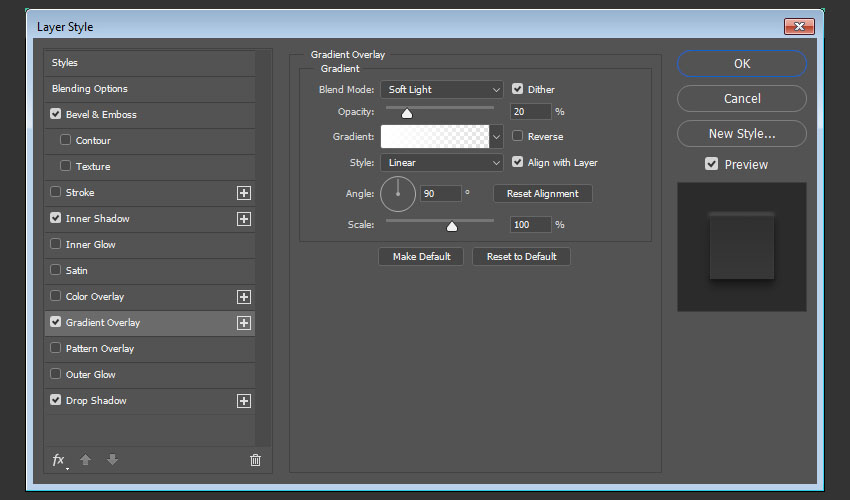 Layer Style
Styles
Blending Options
Bevel & Emboss
Contour
Texture
Stroke
Inner Shadow
Inner Glow
Satin
Color Overlay
Gradient Overlay
Pattern Overlay
Outer Glow
Drop Shadow
fx
Gradient Overlay
Gradient
Blend Mode: Soft Light Dither
Opacity: 20 %
Gradient: Reverse
Style: Linear Align with Layer
Angle: 90 ° Reset Alignment
Scale: 100 %
Make Default Reset to Default
OK
Cancel
New Style...
Preview